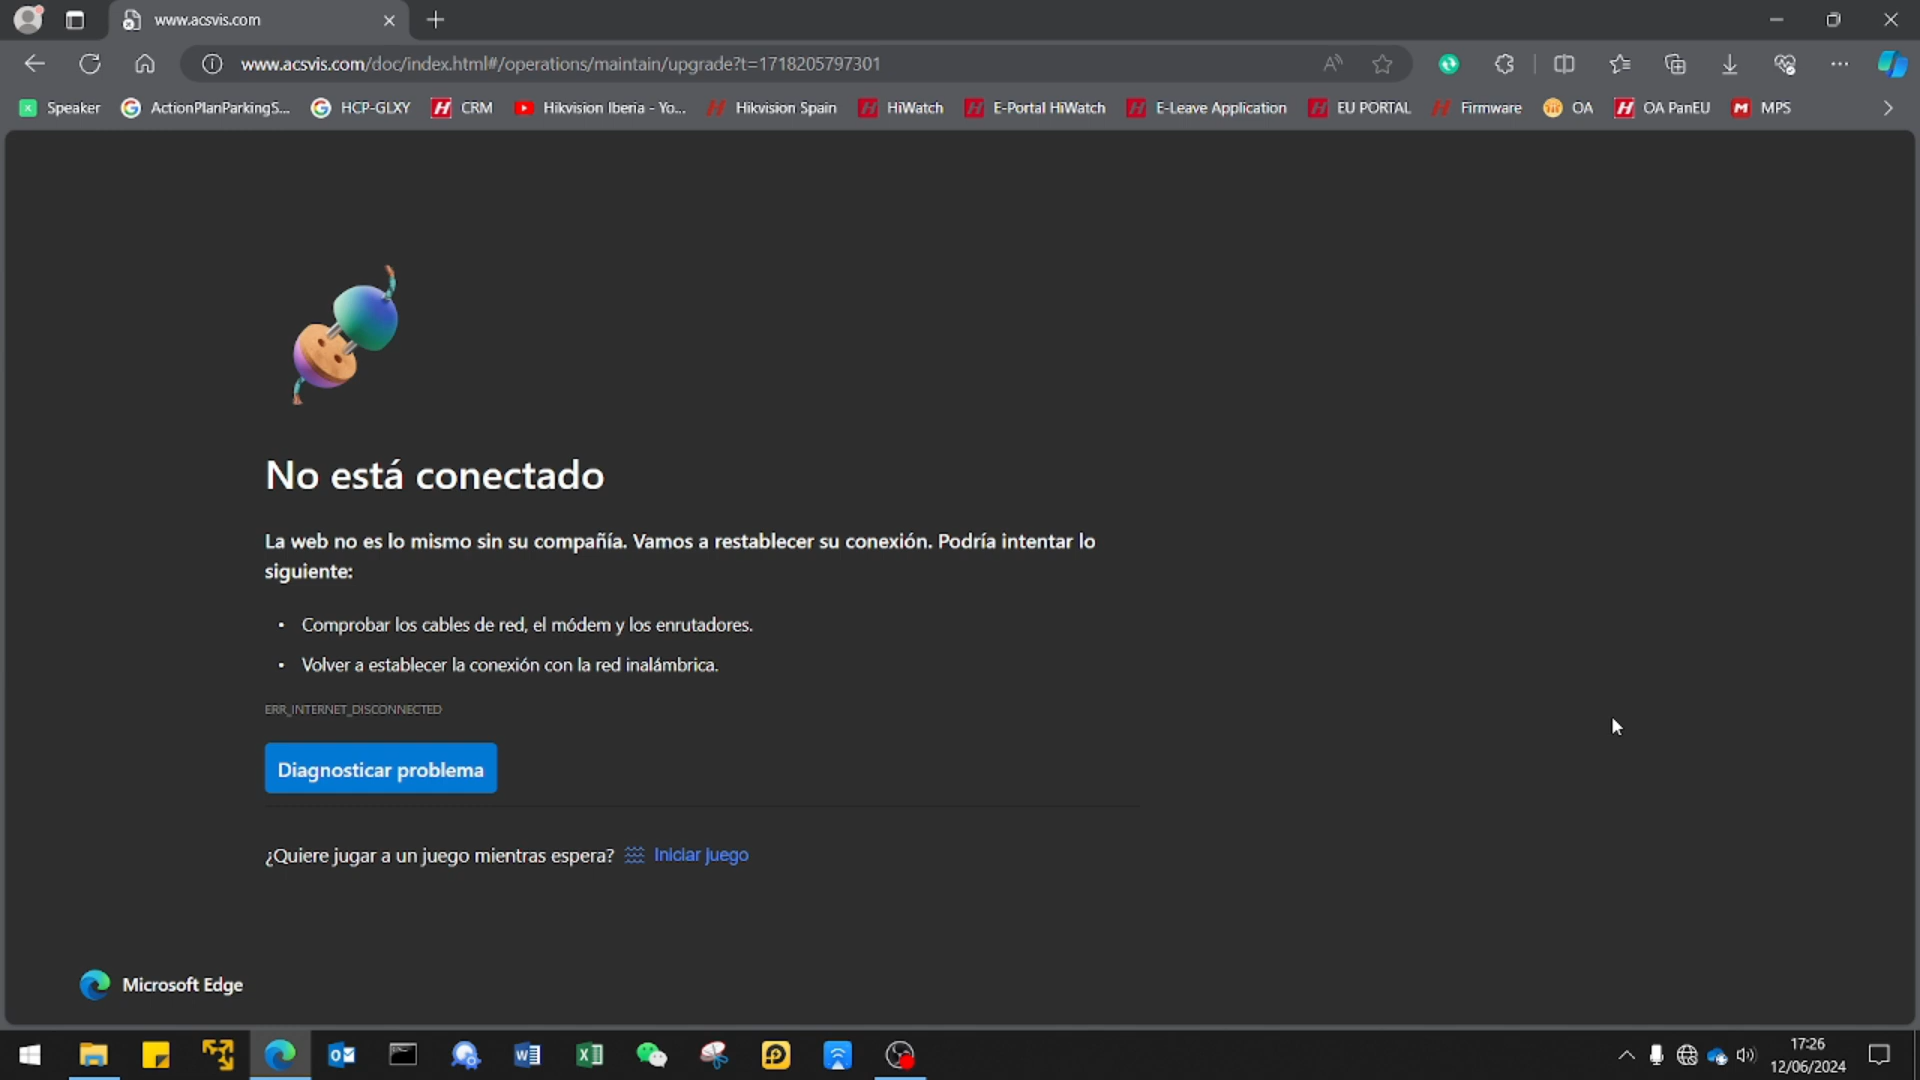 www.acsvis.com
www.acsvis.com/doc/index.html#/operations/maintain/upgrade?t=1718205797301
Speaker
ActionPlanParkingS...
HCP-GLXY
CRM
Hikvision Iberia - Yo...
Hikvision Spain
HiWatch
E-Portal HiWatch
E-Leave Application
EU PORTAL
Firmware
OA
OA PanEU
MPS
No está conectado
La web no es lo mismo sin su compañía. Vamos a restablecer su conexión. Podría intentar lo
siguiente:
• Comprobar los cables de red, el módem y los enrutadores.
• Volver a establecer la conexión con la red inalámbrica.
ERR_INTERNET_DISCONNECTED
Diagnosticar problema
¿Quiere jugar a un juego mientras espera? Iniciar juego
Microsoft Edge
17:26
12/06/2024